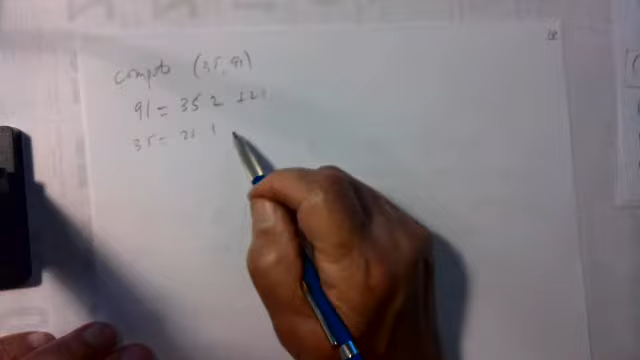 compute (35, 91)
91 = 35 2 + 21
35 = 21 1